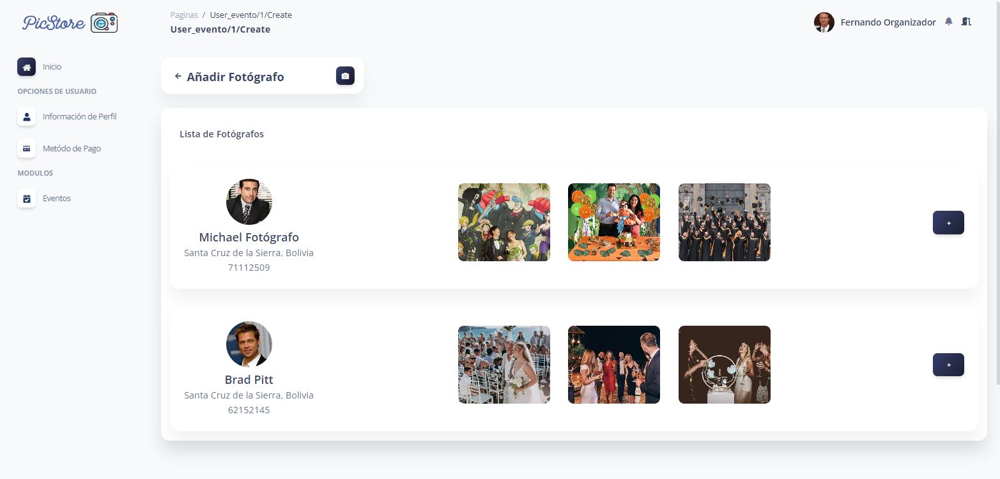 PicStore
Paginas / User_evento/1/Create
User_evento/1/Create
Fernando Organizador
Inicio
OPCIONES DE USUARIO
Información de Perfil
Metódo de Pago
MODULOS
Eventos
← Añadir Fotógrafo
Lista de Fotógrafos
Michael Fotógrafo
Santa Cruz de la Sierra, Bolivia
71112509
+
Brad Pitt
Santa Cruz de la Sierra, Bolivia
62152145
+